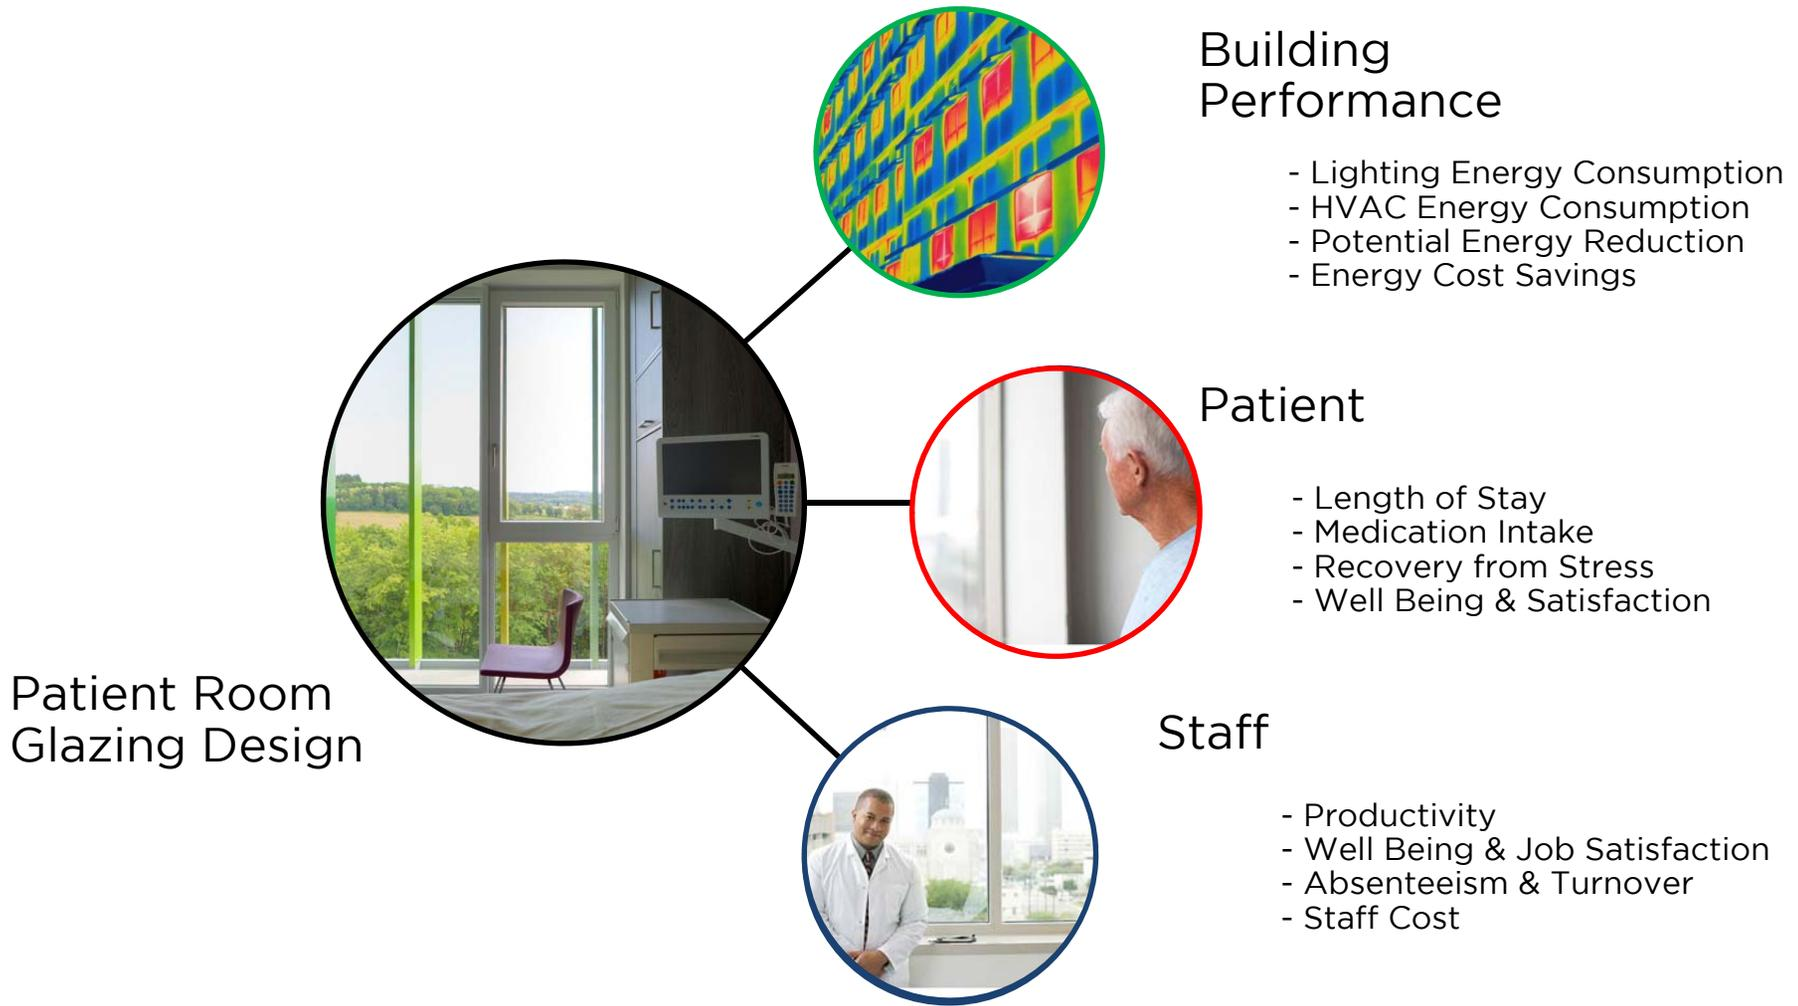 Building
Performance
- Lighting Energy Consumption
- HVAC Energy Consumption
- Potential Energy Reduction
- Energy Cost Savings
Patient
- Length of Stay
- Medication Intake
- Recovery from Stress
- Well Being & Satisfaction
Patient Room
Glazing Design
Staff
- Productivity
- Well Being & Job Satisfaction
- Absenteeism & Turnover
- Staff Cost